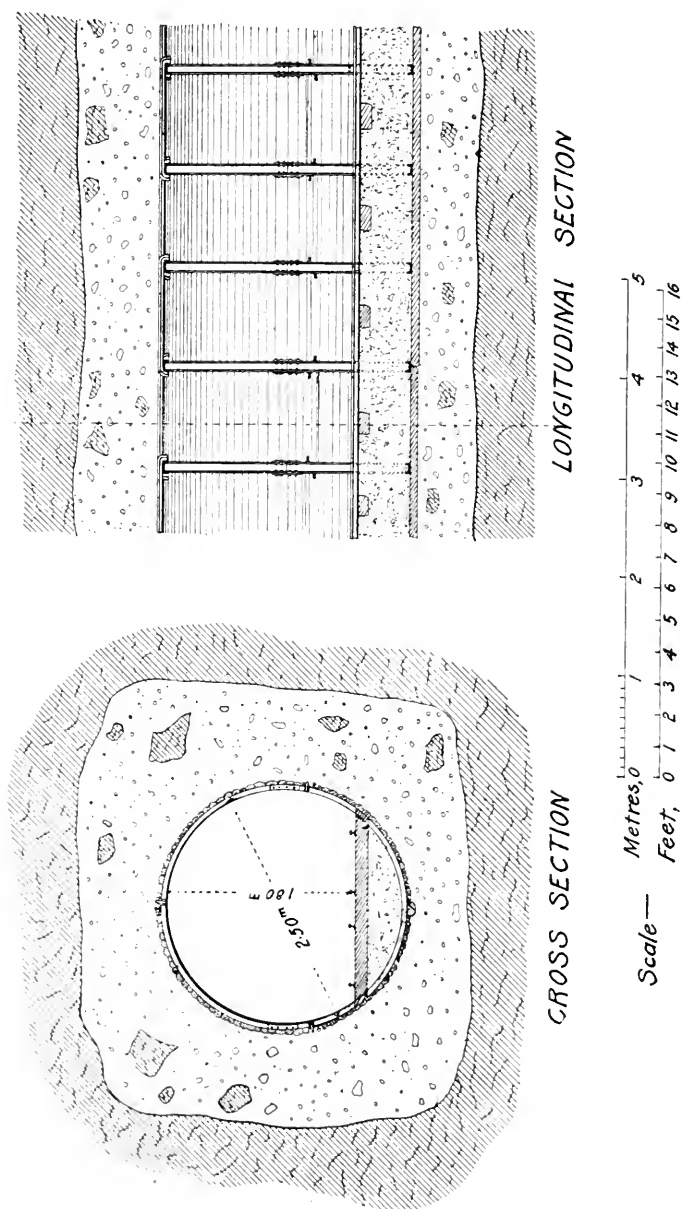 LONGITUDINAL SECTION
2·50m
1·80 m
CROSS SECTION
Scale—
Metres, 0 1 2 3 4 5
Feet, 0 1 2 3 4 5 6 7 8 9 10 11 12 13 14 15 16